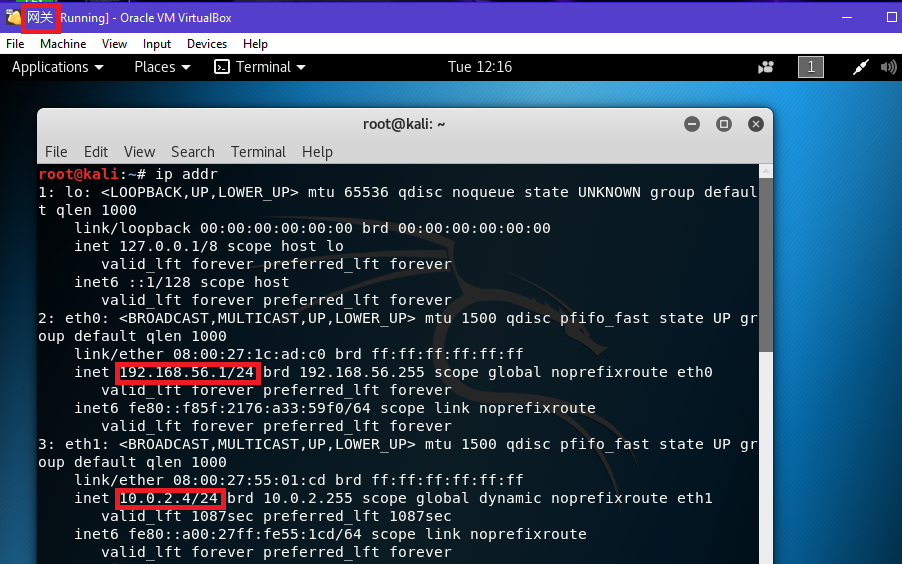 网关 Running] - Oracle VM VirtualBox
File Machine View Input Devices Help
Applications Places Terminal Tue 12:16 1
root@kali: ~
File Edit View Search Terminal Help
root@kali:~# ip addr
1: lo: <LOOPBACK,UP,LOWER_UP> mtu 65536 qdisc noqueue state UNKNOWN group defaul
t qlen 1000
link/loopback 00:00:00:00:00:00 brd 00:00:00:00:00:00
inet 127.0.0.1/8 scope host lo
valid_lft forever preferred_lft forever
inet6 ::1/128 scope host
valid_lft forever preferred_lft forever
2: eth0: <BROADCAST,MULTICAST,UP,LOWER_UP> mtu 1500 qdisc pfifo_fast state UP gr
oup default qlen 1000
link/ether 08:00:27:1c:ad:c0 brd ff:ff:ff:ff:ff:ff
inet 192.168.56.1/24 brd 192.168.56.255 scope global noprefixroute eth0
valid_lft forever preferred_lft forever
inet6 fe80::f85f:2176:a33:59f0/64 scope link noprefixroute
valid_lft forever preferred_lft forever
3: eth1: <BROADCAST,MULTICAST,UP,LOWER_UP> mtu 1500 qdisc pfifo_fast state UP gr
oup default qlen 1000
link/ether 08:00:27:55:01:cd brd ff:ff:ff:ff:ff:ff
inet 10.0.2.4/24 brd 10.0.2.255 scope global dynamic noprefixroute eth1
valid_lft 1087sec preferred_lft 1087sec
inet6 fe80::a00:27ff:fe55:1cd/64 scope link noprefixroute
valid_lft forever preferred_lft forever